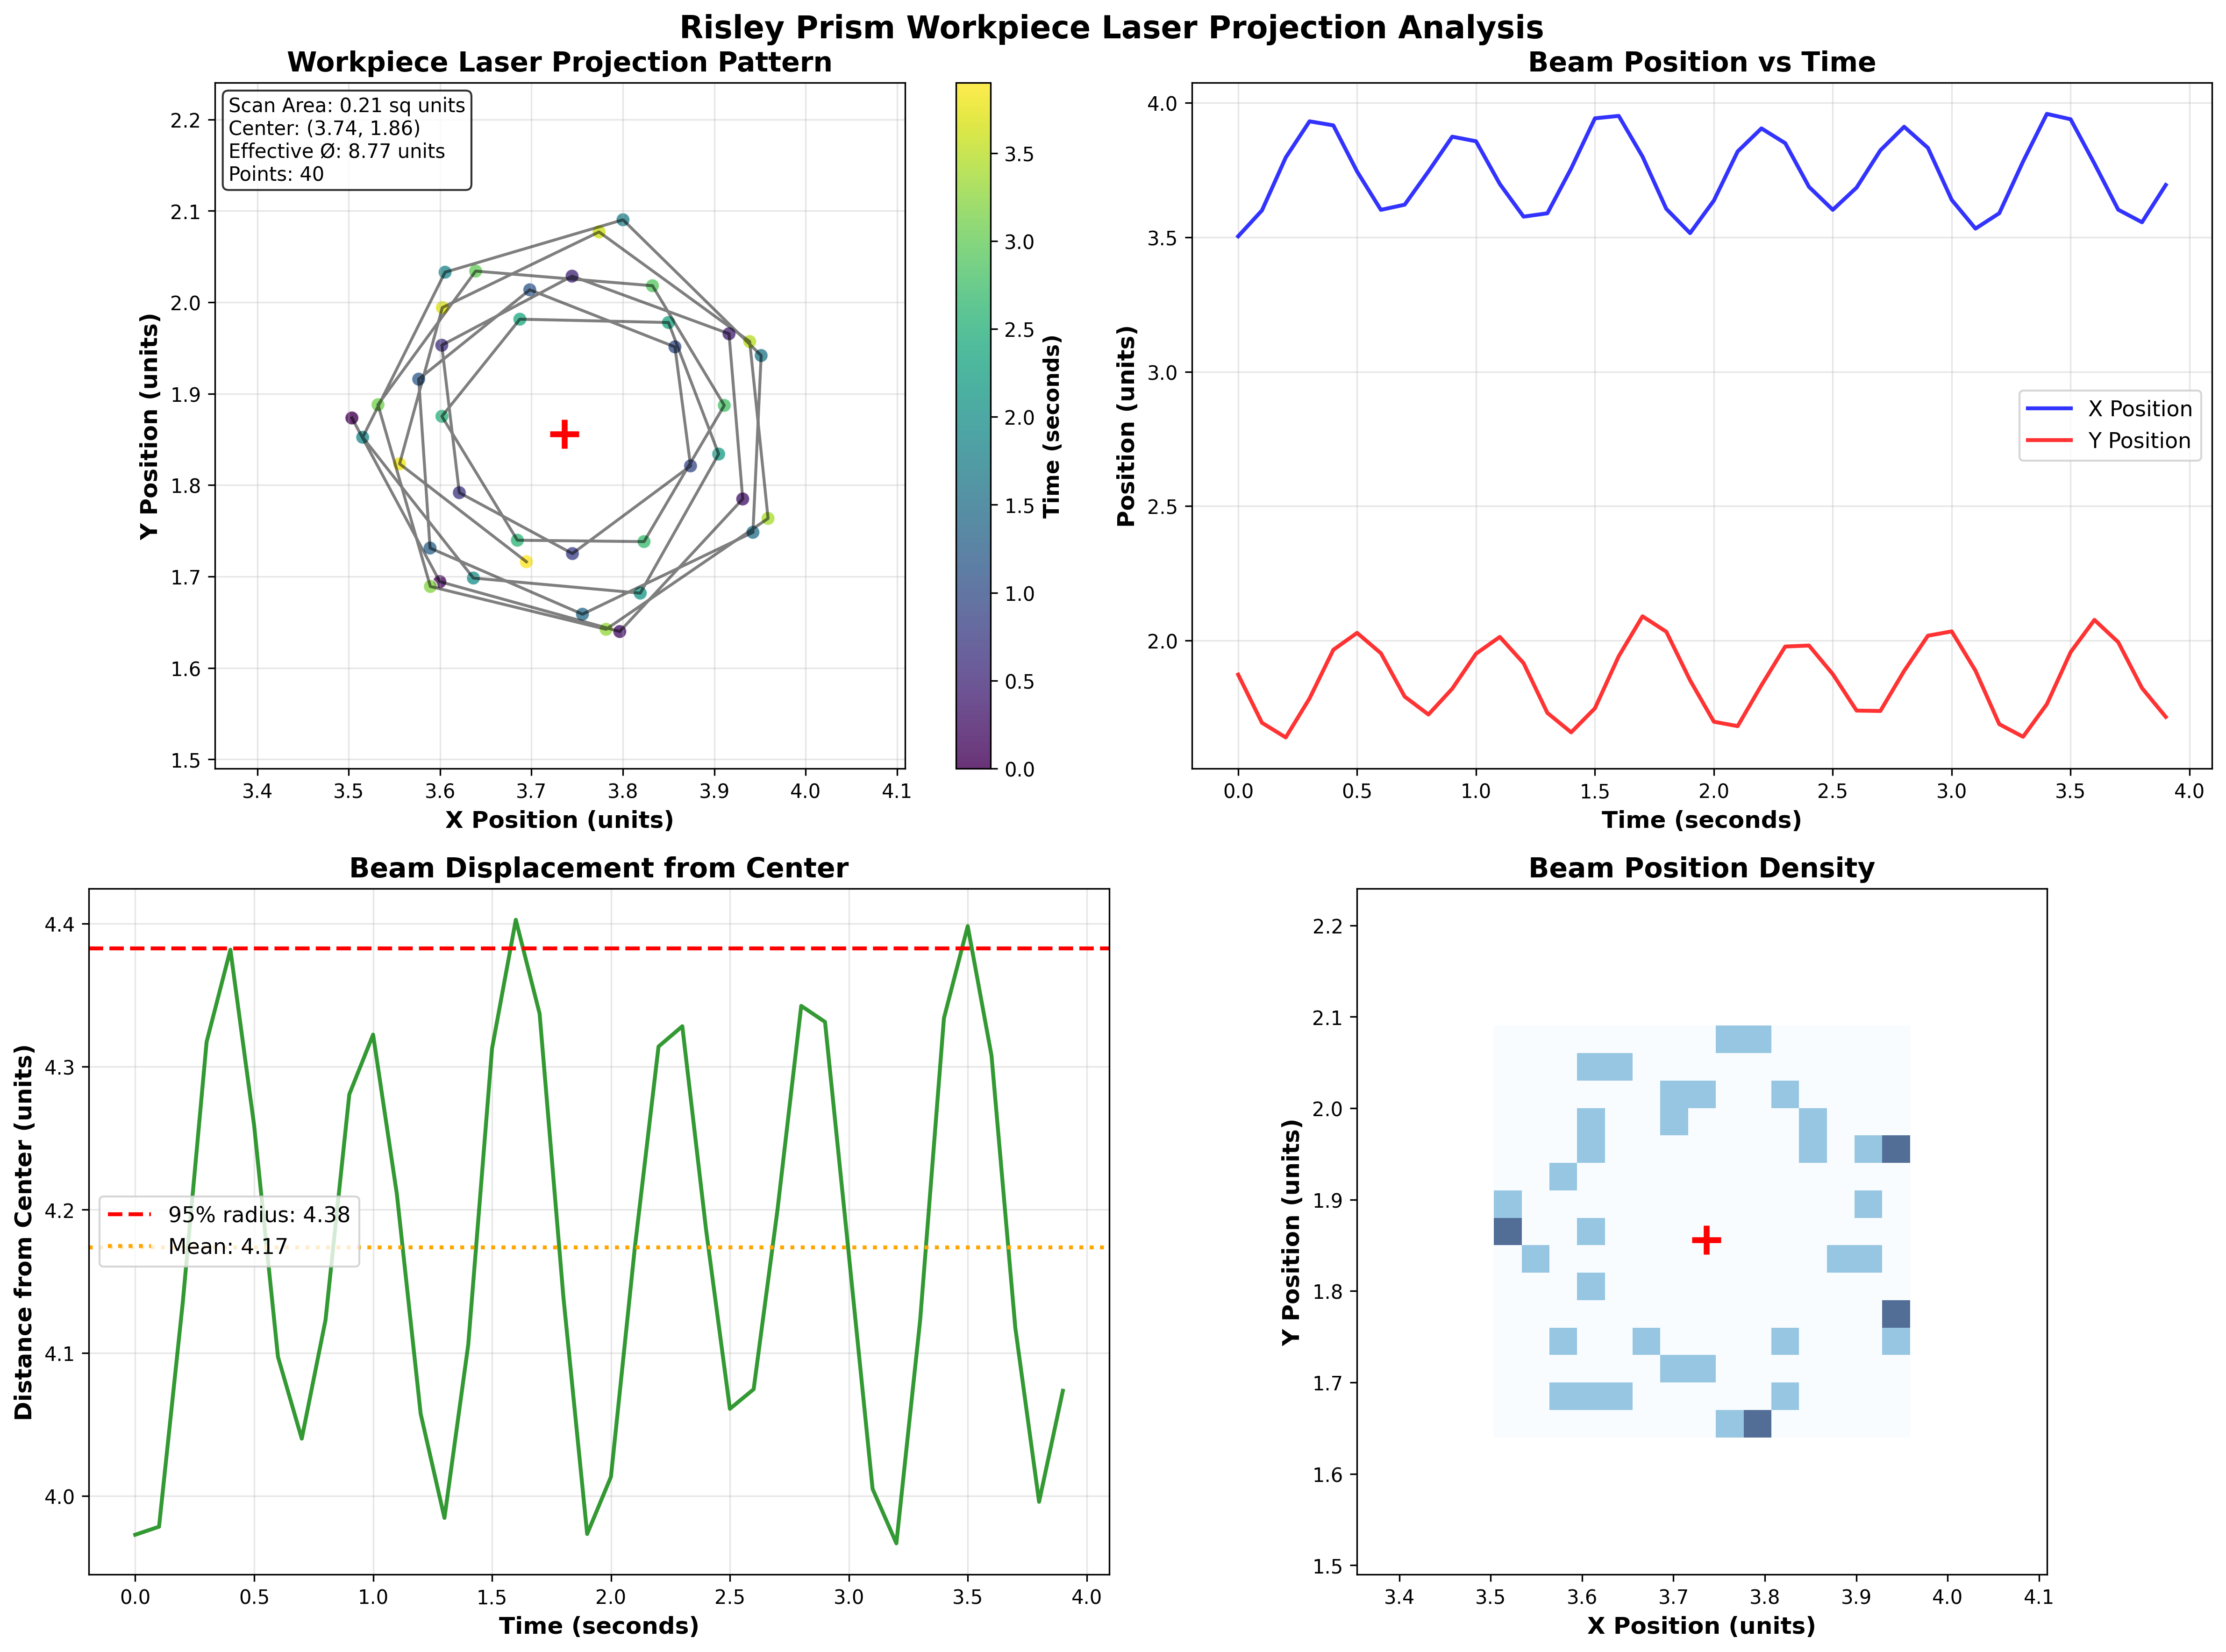 Risley Prism Workpiece Laser Projection Analysis
Workpiece Laser Projection Pattern
Scan Area: 0.21 sq units
Center: (3.74, 1.86)
Effective Ø: 8.77 units
Points: 40
Y Position (units)
2.2
2.1
2.0
1.9
1.8
1.7
1.6
1.5
3.4 3.5 3.6 3.7 3.8 3.9 4.0 4.1
X Position (units)
3.5
3.0
2.5
2.0
1.5
1.0
0.5
0.0
Time (seconds)
Beam Position vs Time
Position (units)
4.0
3.5
3.0
2.5
2.0
X Position
Y Position
0.0 0.5 1.0 1.5 2.0 2.5 3.0 3.5 4.0
Time (seconds)
Beam Displacement from Center
Distance from Center (units)
4.4
4.3
4.2
4.1
4.0
95% radius: 4.38
Mean: 4.17
0.0 0.5 1.0 1.5 2.0 2.5 3.0 3.5 4.0
Time (seconds)
Beam Position Density
Y Position (units)
2.2
2.1
2.0
1.9
1.8
1.7
1.6
1.5
3.4 3.5 3.6 3.7 3.8 3.9 4.0 4.1
X Position (units)